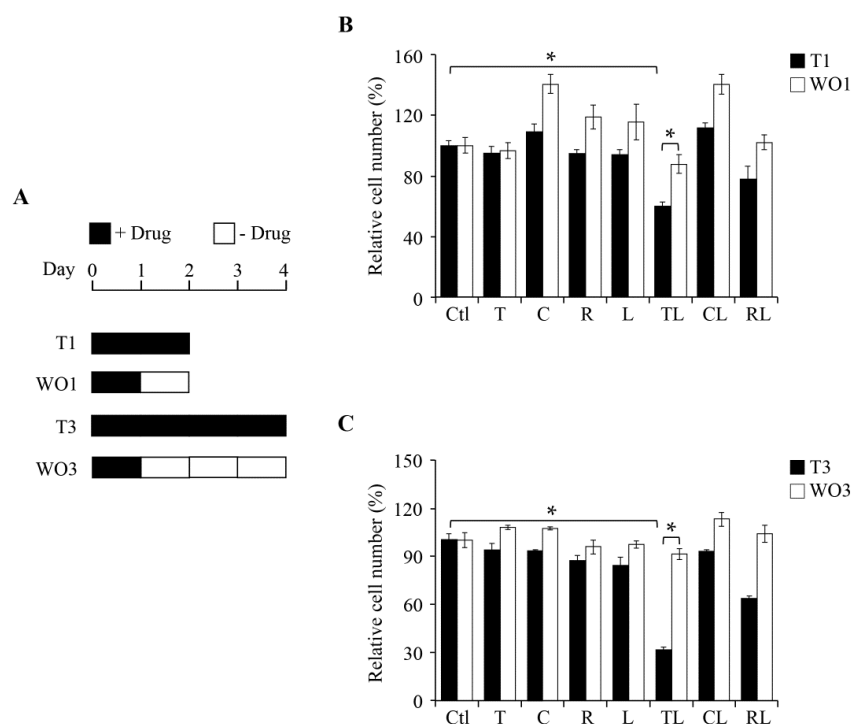 A
+ Drug - Drug
Day 0 1 2 3 4
T1
WO1
T3
WO3
B
Relative cell number (%)
160
120
80
40
0
*
*
T1
WO1
Ctl T C R L TL CL RL
C
Relative cell number (%)
150
120
90
60
30
0
*
*
T3
WO3
Ctl T C R L TL CL RL